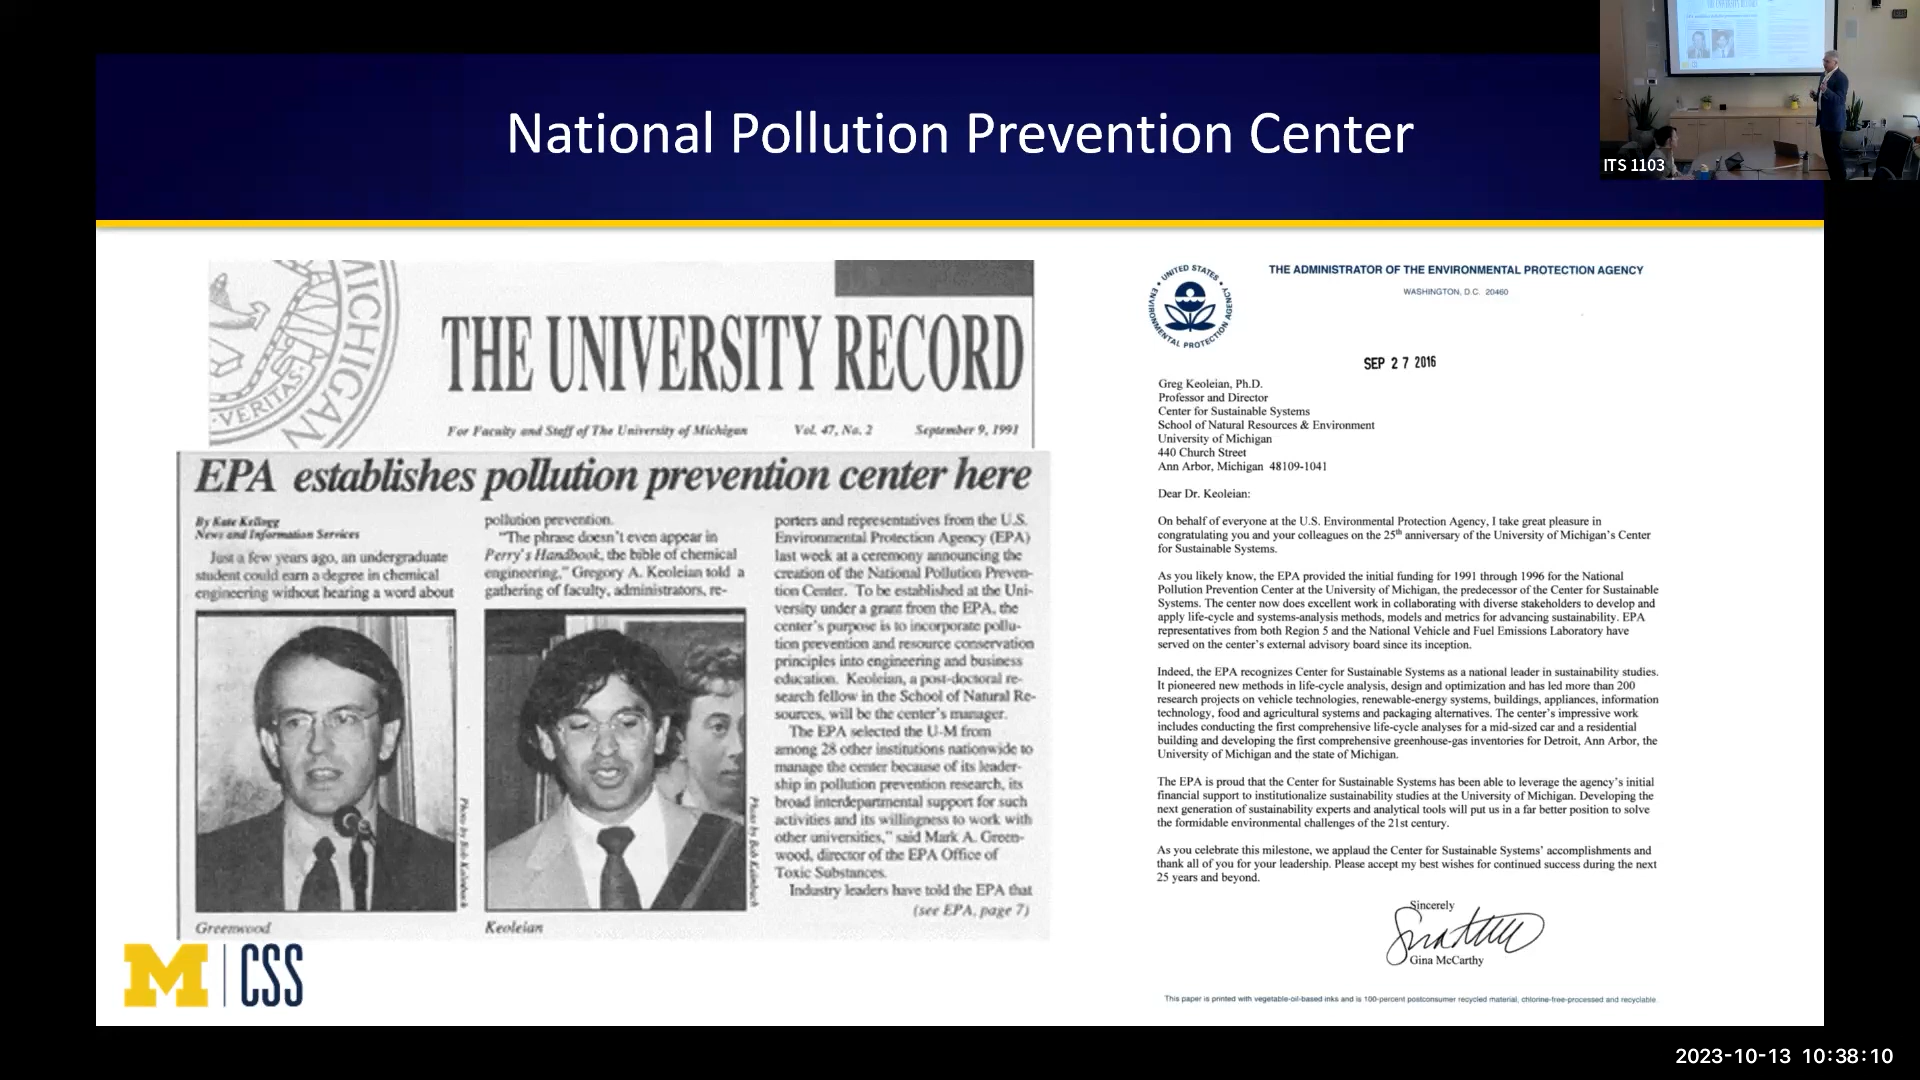 National Pollution Prevention Center
ITS 1103
MICHIGAN
VERITAS
THE UNIVERSITY RECORD
For Faculty and Staff of The University of Michigan Vol. 47, No. 2 September 9, 1991
EPA establishes pollution prevention center here
By Kate Kellogg
News and Information Services
Just a few years ago, an undergraduate
student could earn a degree in chemical
engineering without hearing a word about
pollution prevention.
"The phrase doesn't even appear in
Perry's Handbook, the bible of chemical
engineering," Gregory A. Keoleian told a
gathering of faculty, administrators, re-
porters and representatives from the U.S.
Environmental Protection Agency (EPA)
last week at a ceremony announcing the
creation of the National Pollution Preven-
tion Center. To be established at the Uni-
versity under a grant from the EPA, the
center's purpose is to incorporate pollu-
tion prevention and resource conservation
principles into engineering and business
education. Keoleian, a post-doctoral re-
search fellow in the School of Natural Re-
sources, will be the center's manager.
The EPA selected the U-M from
among 28 other institutions nationwide to
manage the center because of its leader-
ship in pollution prevention research, its
broad interdepartmental support for such
activities and its willingness to work with
other universities," said Mark A. Green-
wood, director of the EPA Office of
Toxic Substances.
Industry leaders have told the EPA that
(see EPA, page 7)
Photo by Bob
Photo by Bob
Greenwood
Keoleian
M CSS
UNITED STATES
ENVIRONMENTAL PROTECTION AGENCY
THE ADMINISTRATOR OF THE ENVIRONMENTAL PROTECTION AGENCY
WASHINGTON, D.C. 20460
SEP 27 2016
Greg Keoleian, Ph.D.
Professor and Director
Center for Sustainable Systems
School of Natural Resources & Environment
University of Michigan
440 Church Street
Ann Arbor, Michigan 48109-1041
Dear Dr. Keoleian:
On behalf of everyone at the U.S. Environmental Protection Agency, I take great pleasure in
congratulating you and your colleagues on the 25th anniversary of the University of Michigan's Center
for Sustainable Systems.
As you likely know, the EPA provided the initial funding for 1991 through 1996 for the National
Pollution Prevention Center at the University of Michigan, the predecessor of the Center for Sustainable
Systems. The center now does excellent work in collaborating with diverse stakeholders to develop and
apply life-cycle and systems-analysis methods, models and metrics for advancing sustainability. EPA
representatives from both Region 5 and the National Vehicle and Fuel Emissions Laboratory have
served on the center's external advisory board since its inception.
Indeed, the EPA recognizes Center for Sustainable Systems as a national leader in sustainability studies.
It pioneered new methods in life-cycle analysis, design and optimization and has led more than 200
research projects on vehicle technologies, renewable-energy systems, buildings, appliances, information
technology, food and agricultural systems and packaging alternatives. The center's impressive work
includes conducting the first comprehensive life-cycle analyses for a mid-sized car and a residential
building and developing the first comprehensive greenhouse-gas inventories for Detroit, Ann Arbor, the
University of Michigan and the state of Michigan.
The EPA is proud that the Center for Sustainable Systems has been able to leverage the agency's initial
financial support to institutionalize sustainability studies at the University of Michigan. Developing the
next generation of sustainability experts and analytical tools will put us in a far better position to solve
the formidable environmental challenges of the 21st century.
As you celebrate this milestone, we applaud the Center for Sustainable Systems' accomplishments and
thank all of you for your leadership. Please accept my best wishes for continued success during the next
25 years and beyond.
Sincerely
Gina McCarthy
This paper is printed with vegetable-oil-based inks and is 100-percent postconsumer recycled material, chlorine-free-processed and recyclable.
2023-10-13 10:38:10